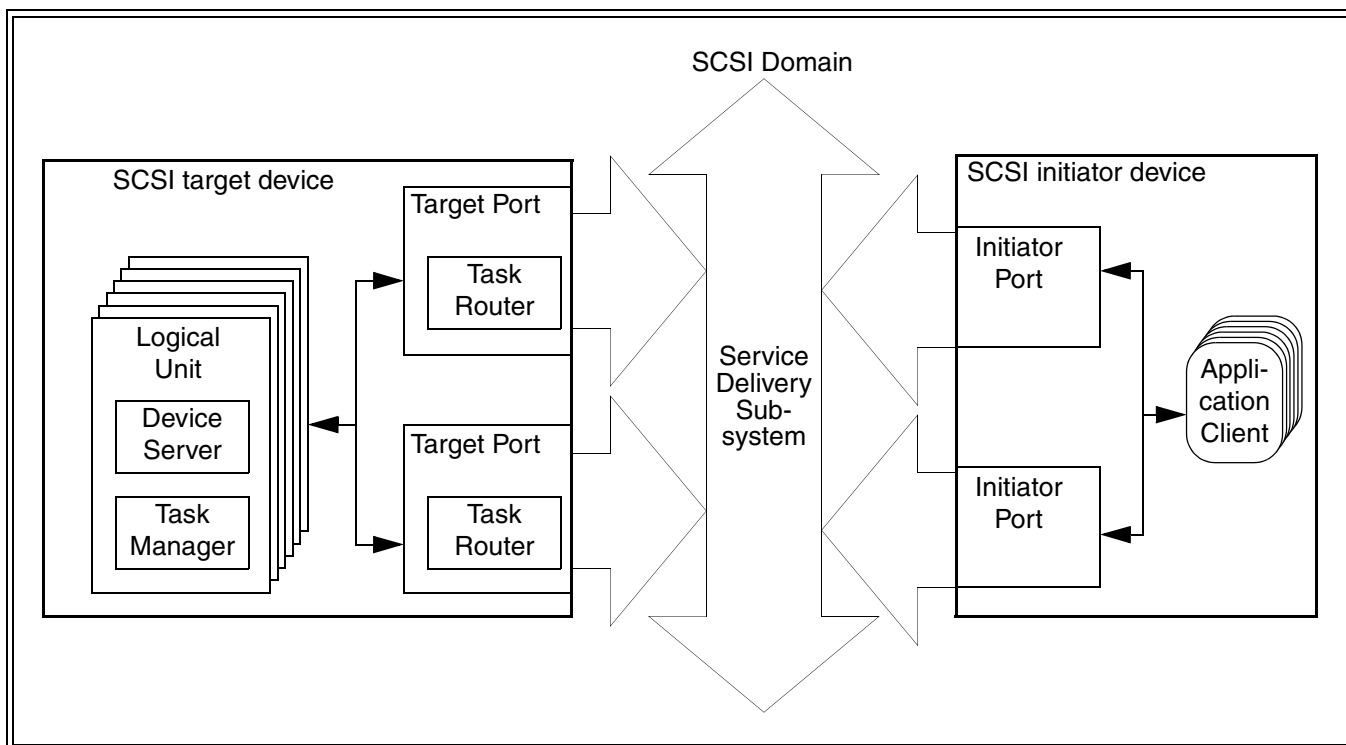 SCSI Domain
SCSI target device
Target Port
Task
Router
Logical
Unit
Device
Server
Task
Manager
Target Port
Task
Router
Service
Delivery
Sub-
system
SCSI initiator device
Initiator
Port
Appli-
cation
Client
Initiator
Port